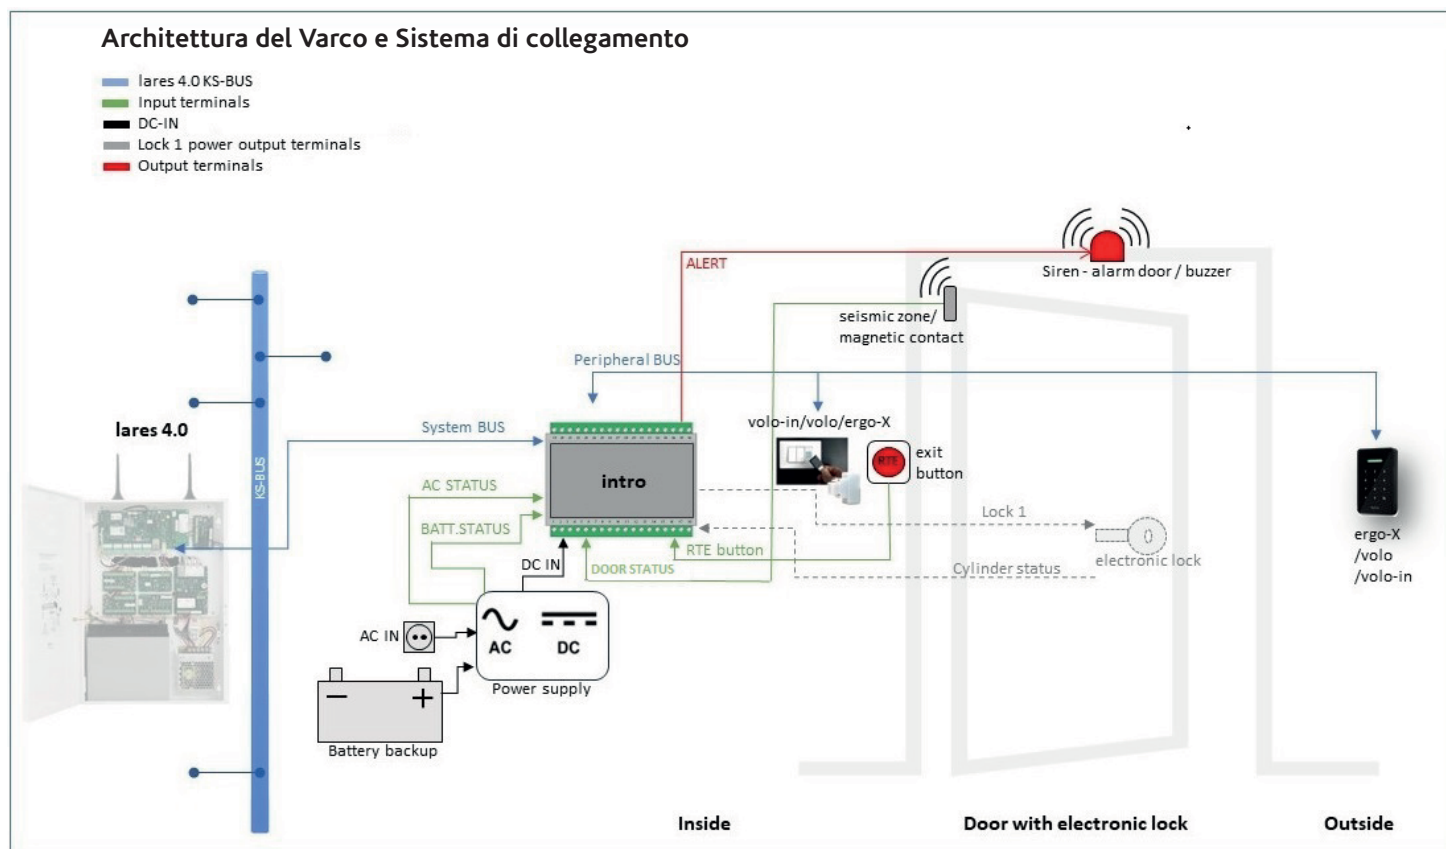 Architettura del Varco e Sistema di collegamento
lares 4.0 KS-BUS
Input terminals
DC-IN
Lock 1 power output terminals
Output terminals
ALERT
Siren - alarm door / buzzer
seismic zone/
magnetic contact
Peripheral BUS
lares 4.0
System BUS
volo-in/volo/ergo-X
RTE
exit
button
KS-BUS
intro
AC STATUS
BATT.STATUS
Lock 1
RTE button
electronic lock
ergo-X
/volo
/volo-in
DC IN
DOOR STATUS
Cylinder status
AC IN
AC
DC
Power supply
Battery backup
Inside
Door with electronic lock
Outside